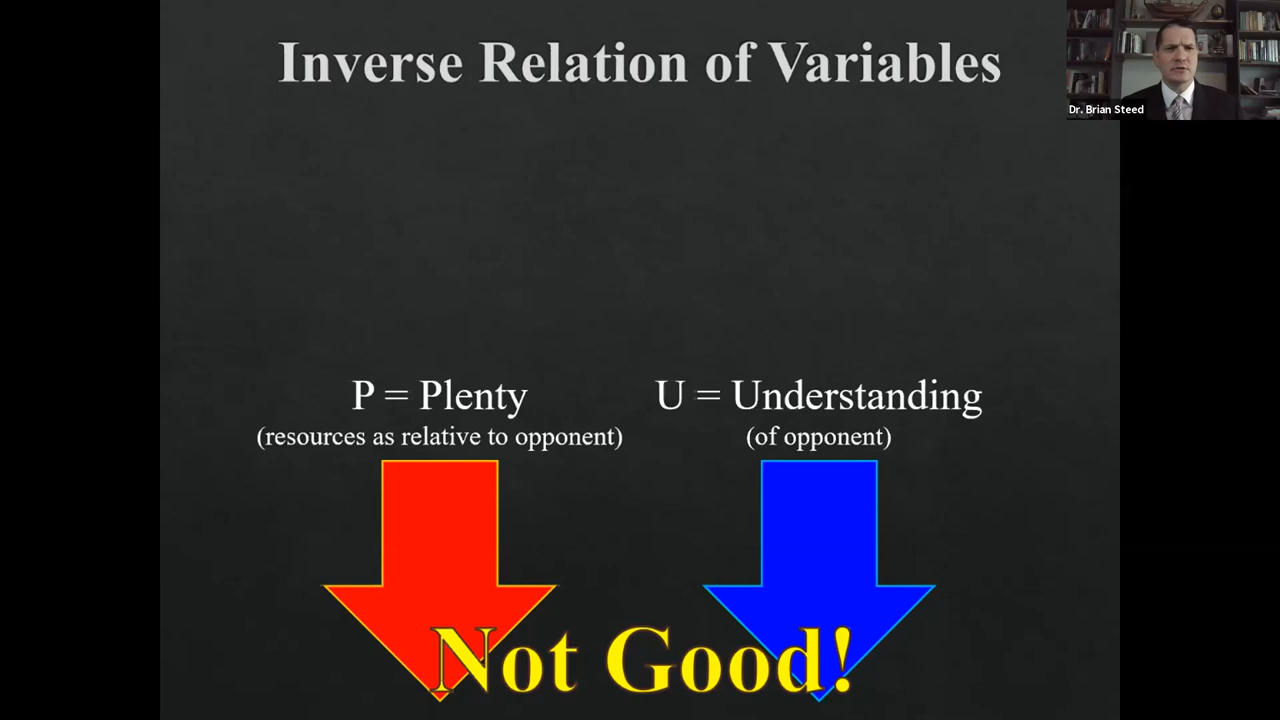 Inverse Relation of Variables
Dr. Brian Steed
P = Plenty
(resources as relative to opponent)
U = Understanding
(of opponent)
Not Good!